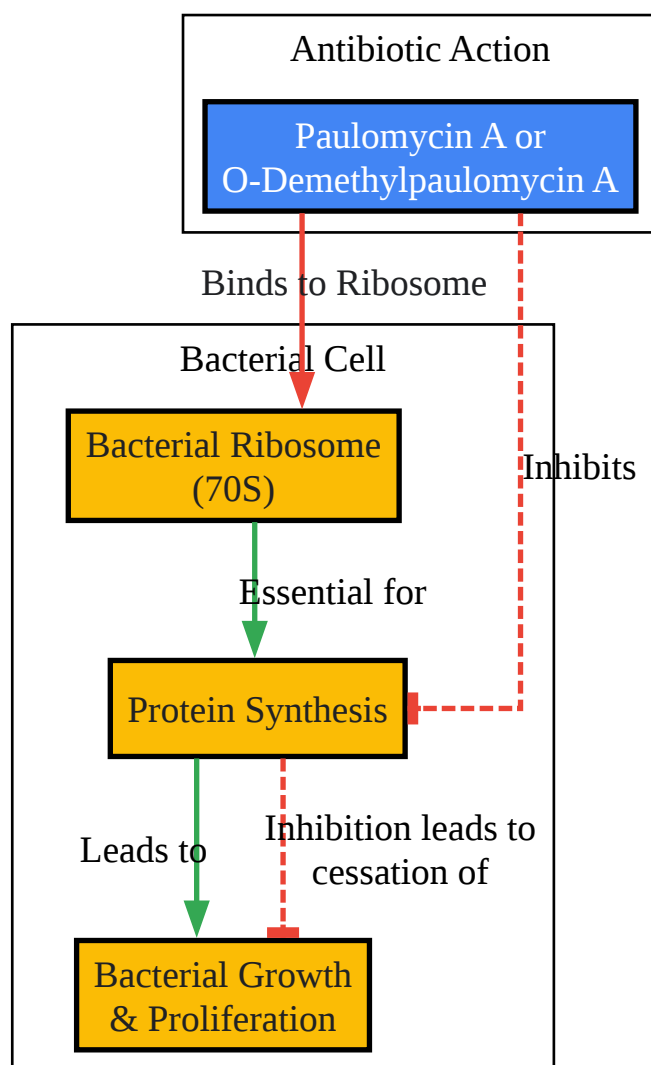 Antibiotic Action
Paulomycin A or
O-Demethylpaulomycin A
Binds to Ribosome
Bacterial Cell
Bacterial Ribosome
(70S)
Inhibits
Essential for
Protein Synthesis
Leads to
Inhibition leads to
cessation of
Bacterial Growth
& Proliferation